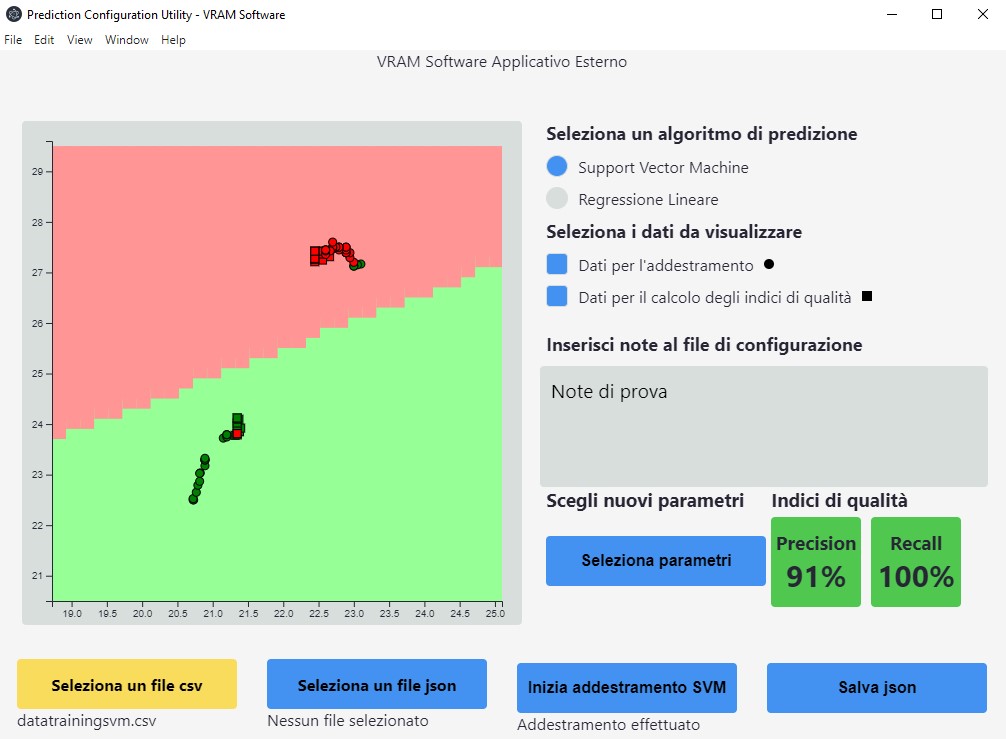 Prediction Configuration Utility - VRAM Software
File Edit View Window Help
VRAM Software Applicativo Esterno
29
28
27
26
25
24
23
22
21
19.0 19.5 20.0 20.5 21.0 21.5 22.0 22.5 23.0 23.5 24.0 24.5 25.0
Seleziona un algoritmo di predizione
Support Vector Machine
Regressione Lineare
Seleziona i dati da visualizzare
Dati per l'addestramento
Dati per il calcolo degli indici di qualità
Inserisci note al file di configurazione
Note di prova
Scegli nuovi parametri
Seleziona parametri
Indici di qualità
Precision
91%
Recall
100%
Seleziona un file csv
datatrainingsvm.csv
Seleziona un file json
Nessun file selezionato
Inizia addestramento SVM
Addestramento effettuato
Salva json